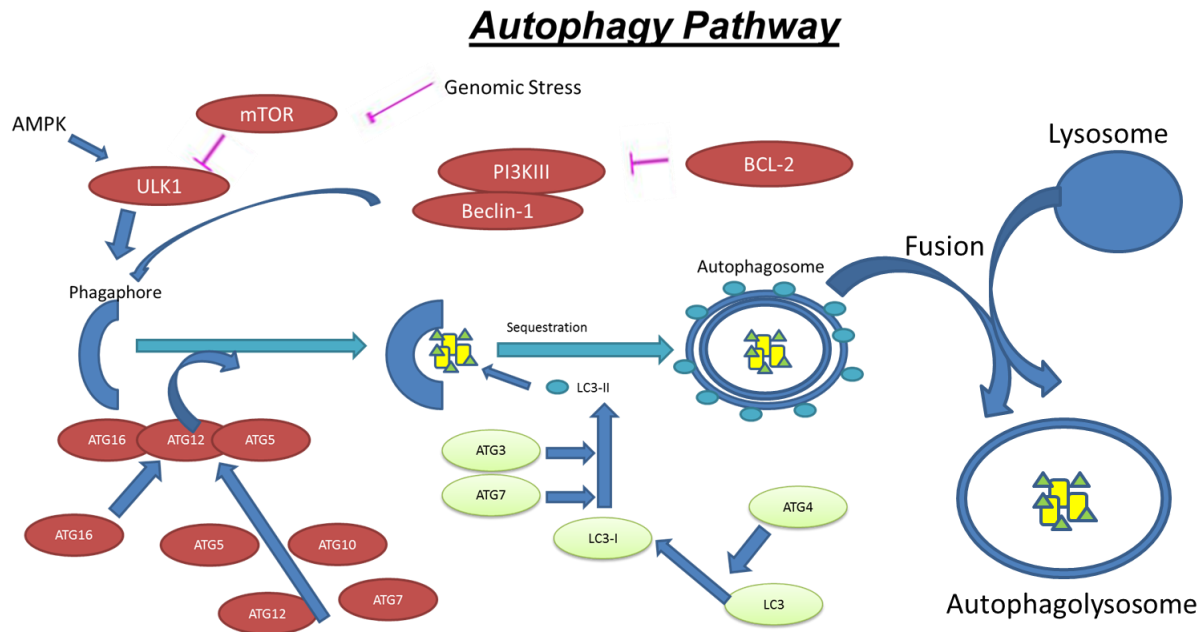 Autophagy Pathway
Genomic Stress
mTOR
AMPK
Lysosome
PI3KIII
BCL-2
ULK1
Beclin-1
Fusion
Autophagosome
Phagaphore
Sequestration
LC3-II
ATG16
ATG12
ATG5
ATG3
ATG7
ATG4
ATG16
ATG5
ATG10
LC3-I
ATG12
ATG7
LC3
Autophagolysosome